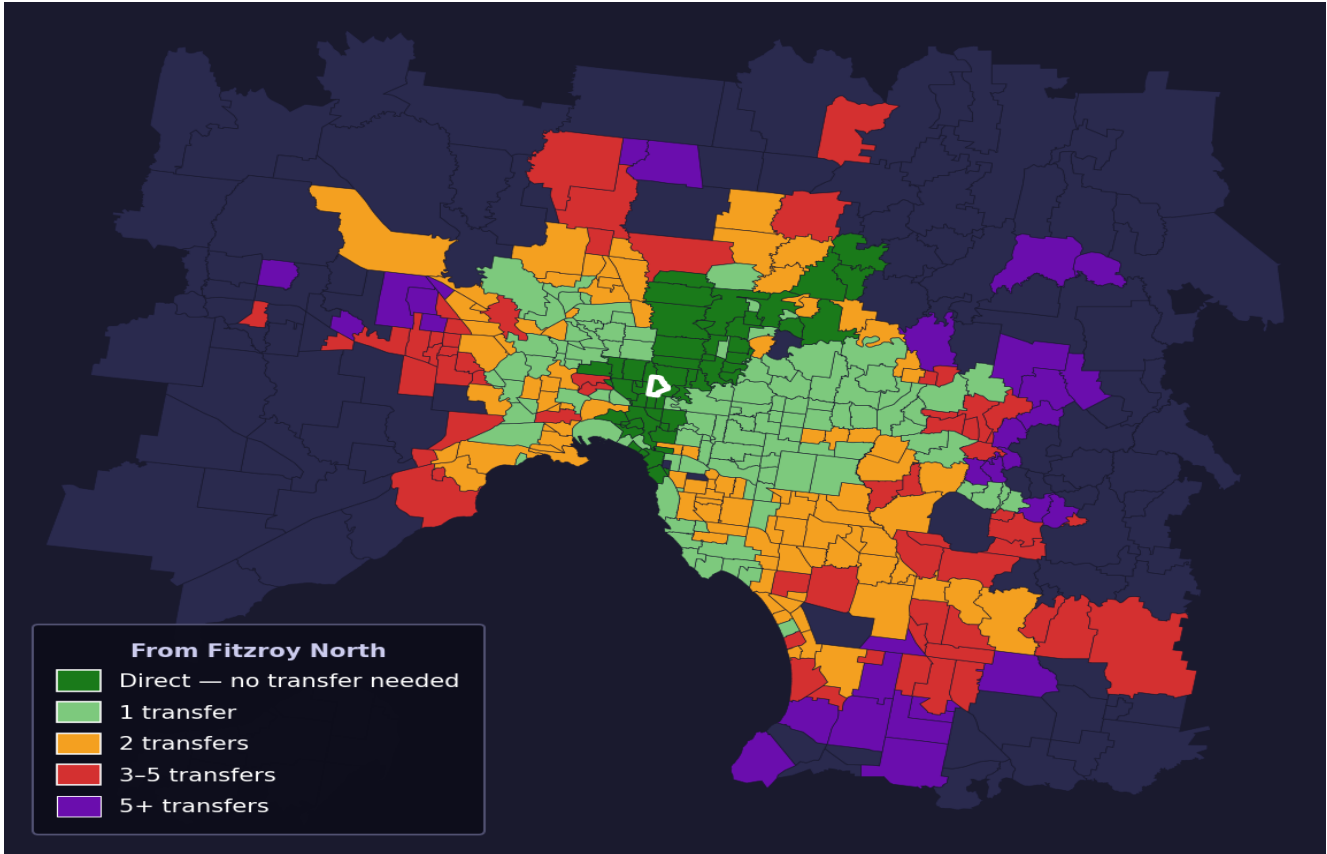 From Fitzroy North
Direct — no transfer needed
1 transfer
2 transfers
3–5 transfers
5+ transfers